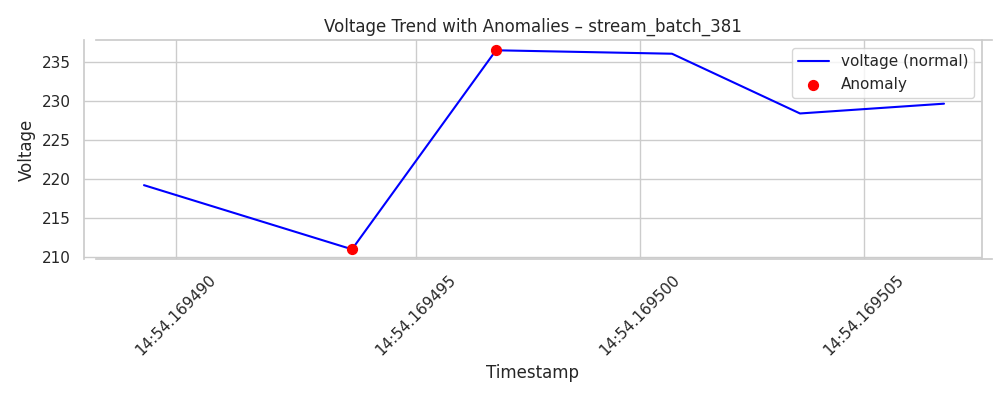 Voltage Trend with Anomalies – stream_batch_381
voltage (normal)
Anomaly
Voltage
235
230
225
220
215
210
14:54.169490
14:54.169495
14:54.169500
14:54.169505
Timestamp